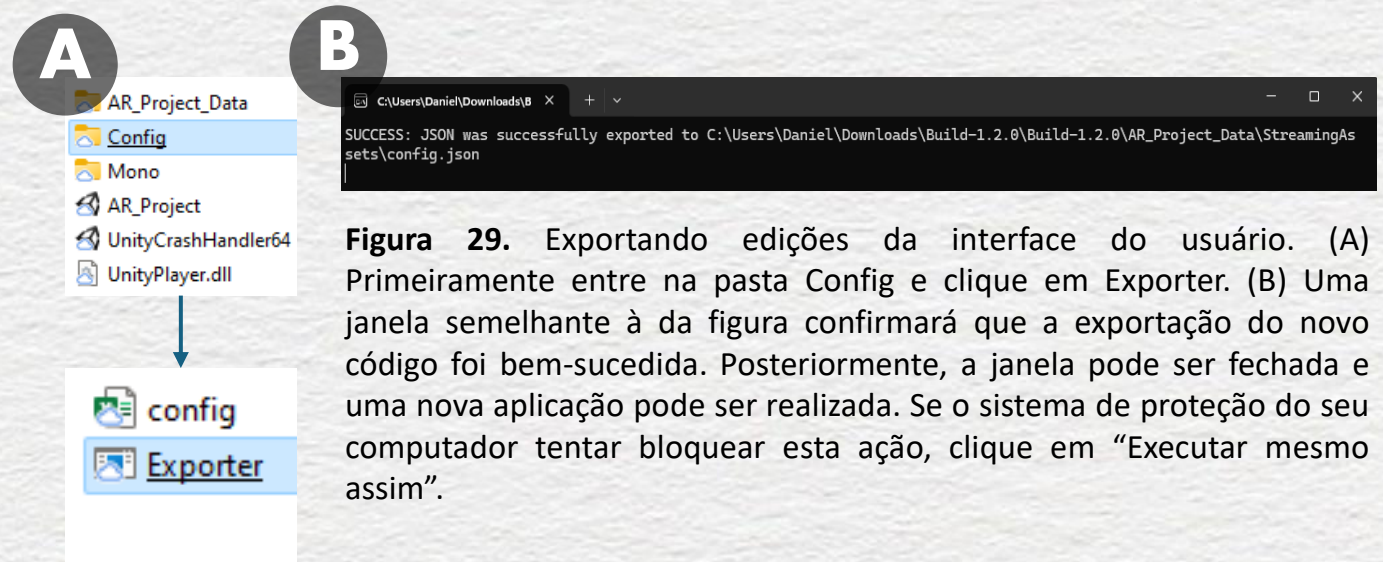 A
AR_Project_Data
Config
Mono
AR_Project
UnityCrashHandler64
UnityPlayer.dll
config
Exporter
B
C:\Users\Daniel\Downloads\B
SUCCESS: JSON was successfully exported to C:\Users\Daniel\Downloads\Build-1.2.0\Build-1.2.0\AR_Project_Data\StreamingAs
sets\config.json
Figura 29. Exportando edições da interface do usuário. (A)
Primeiramente entre na pasta Config e clique em Exporter. (B) Uma
janela semelhante à da figura confirmará que a exportação do novo
código foi bem-sucedida. Posteriormente, a janela pode ser fechada e
uma nova aplicação pode ser realizada. Se o sistema de proteção do seu
computador tentar bloquear esta ação, clique em “Executar mesmo
assim”.